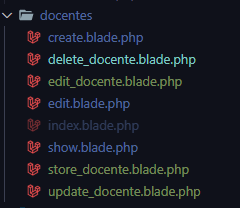 docentes
create.blade.php
delete_docente.blade.php
edit_docente.blade.php
edit.blade.php
index.blade.php
show.blade.php
store_docente.blade.php
update_docente.blade.php